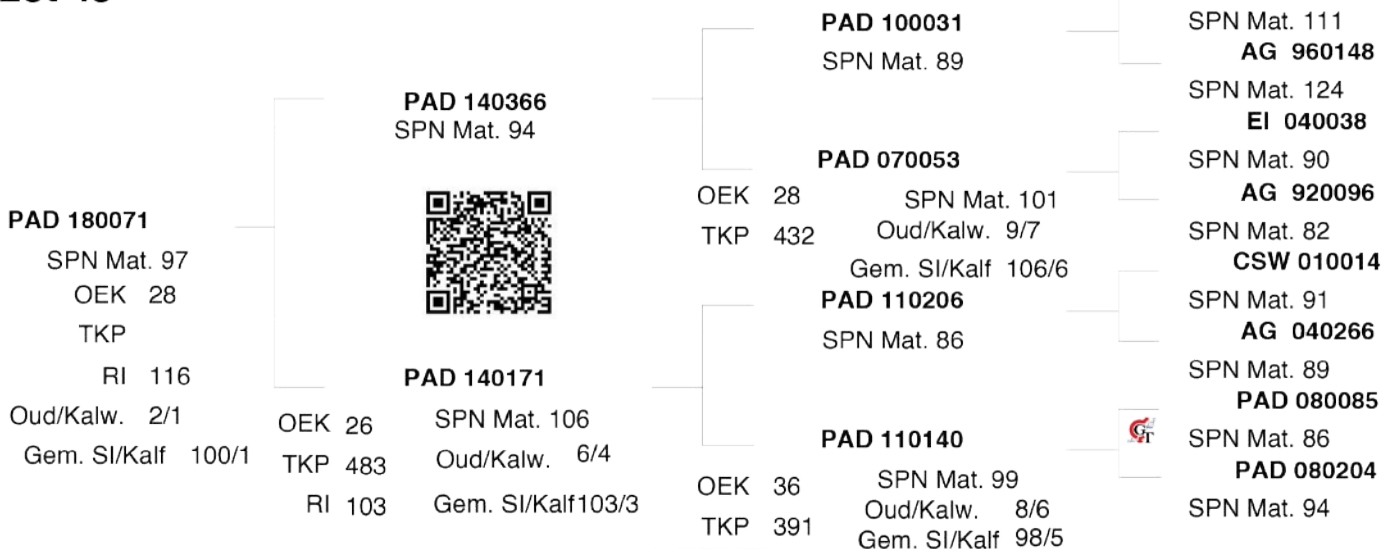 PAD 180071
SPN Mat. 97
OEK 28
TKP
RI 116
Oud/Kalw. 2/1
Gem. SI/Kalf 100/1
PAD 140366
SPN Mat. 94
PAD 140171
OEK 26 SPN Mat. 106
TKP 483 Oud/Kalw. 6/4
RI 103 Gem. SI/Kalf103/3
PAD 100031
SPN Mat. 89
PAD 070053
OEK 28 SPN Mat. 101
TKP 432 Oud/Kalw. 9/7
Gem. SI/Kalf 106/6
PAD 110206
SPN Mat. 86
PAD 110140
OEK 36 SPN Mat. 99
TKP 391 Oud/Kalw. 8/6
Gem. SI/Kalf 98/5
GT
SPN Mat. 111
AG 960148
SPN Mat. 124
EI 040038
SPN Mat. 90
AG 920096
SPN Mat. 82
CSW 010014
SPN Mat. 91
AG 040266
SPN Mat. 89
PAD 080085
SPN Mat. 86
PAD 080204
SPN Mat. 94